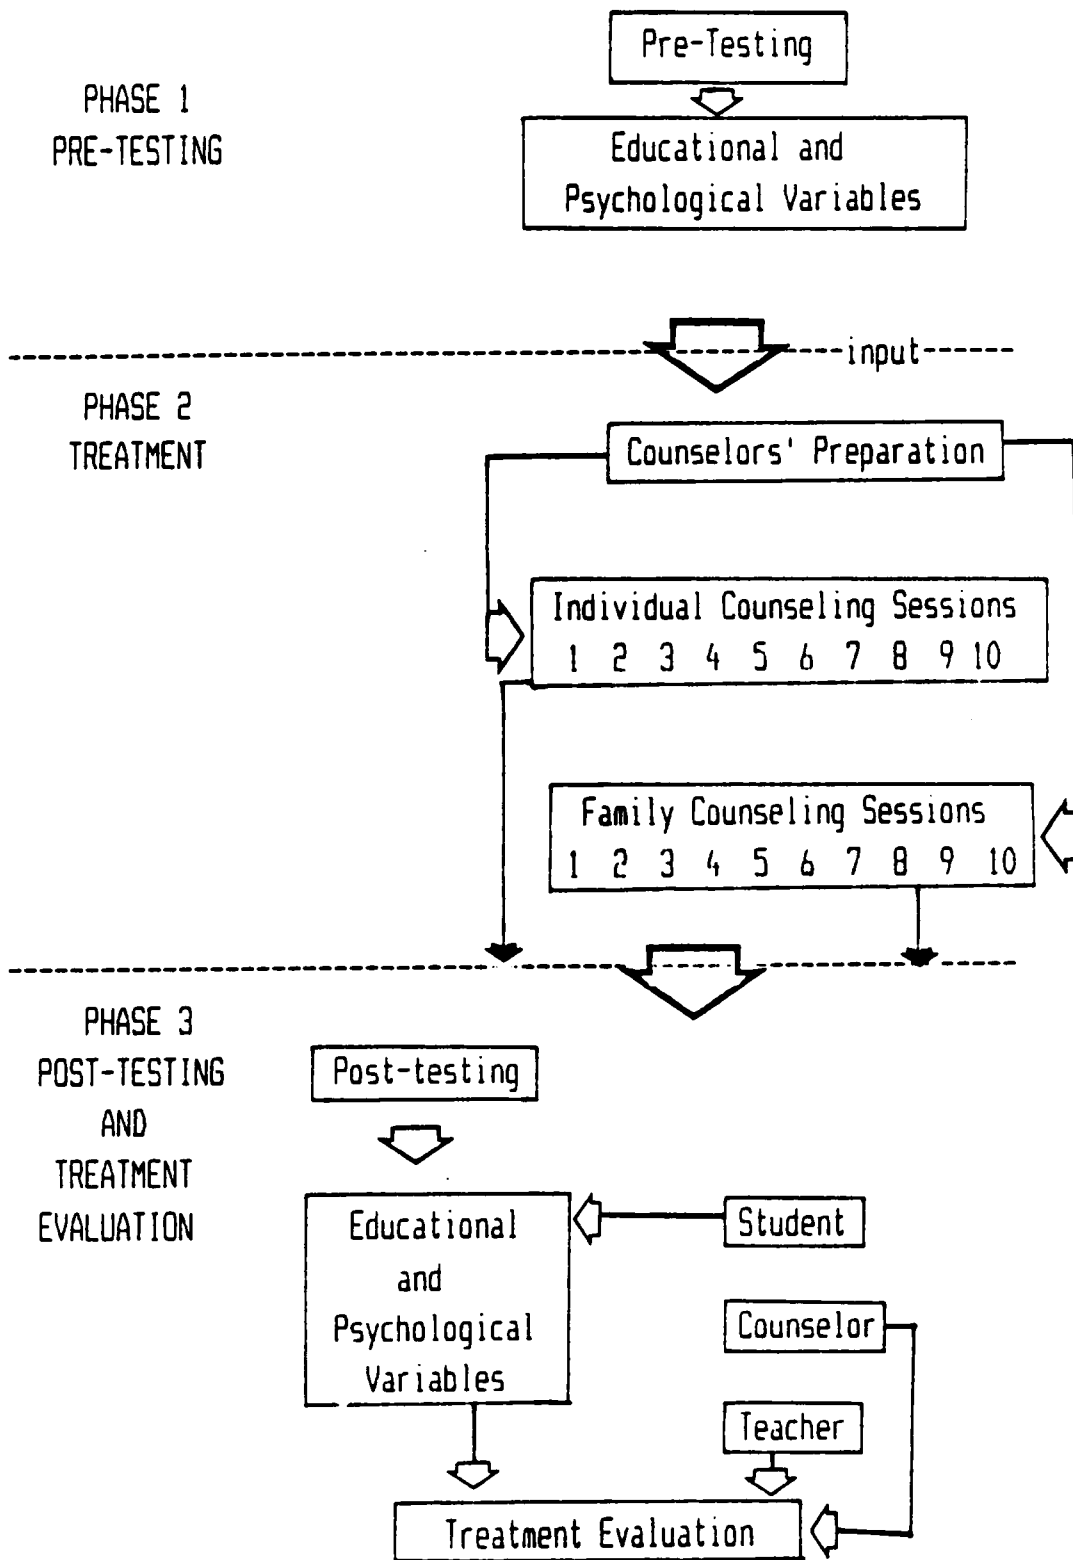 PHASE 1
PRE-TESTING
Pre-Testing
Educational and
Psychological Variables
input
PHASE 2
TREATMENT
Counselors' Preparation
Individual Counseling Sessions
1 2 3 4 5 6 7 8 9 10
Family Counseling Sessions
1 2 3 4 5 6 7 8 9 10
PHASE 3
POST-TESTING
AND
TREATMENT
EVALUATION
Post-testing
Educational
and
Psychological
Variables
Student
Counselor
Teacher
Treatment Evaluation